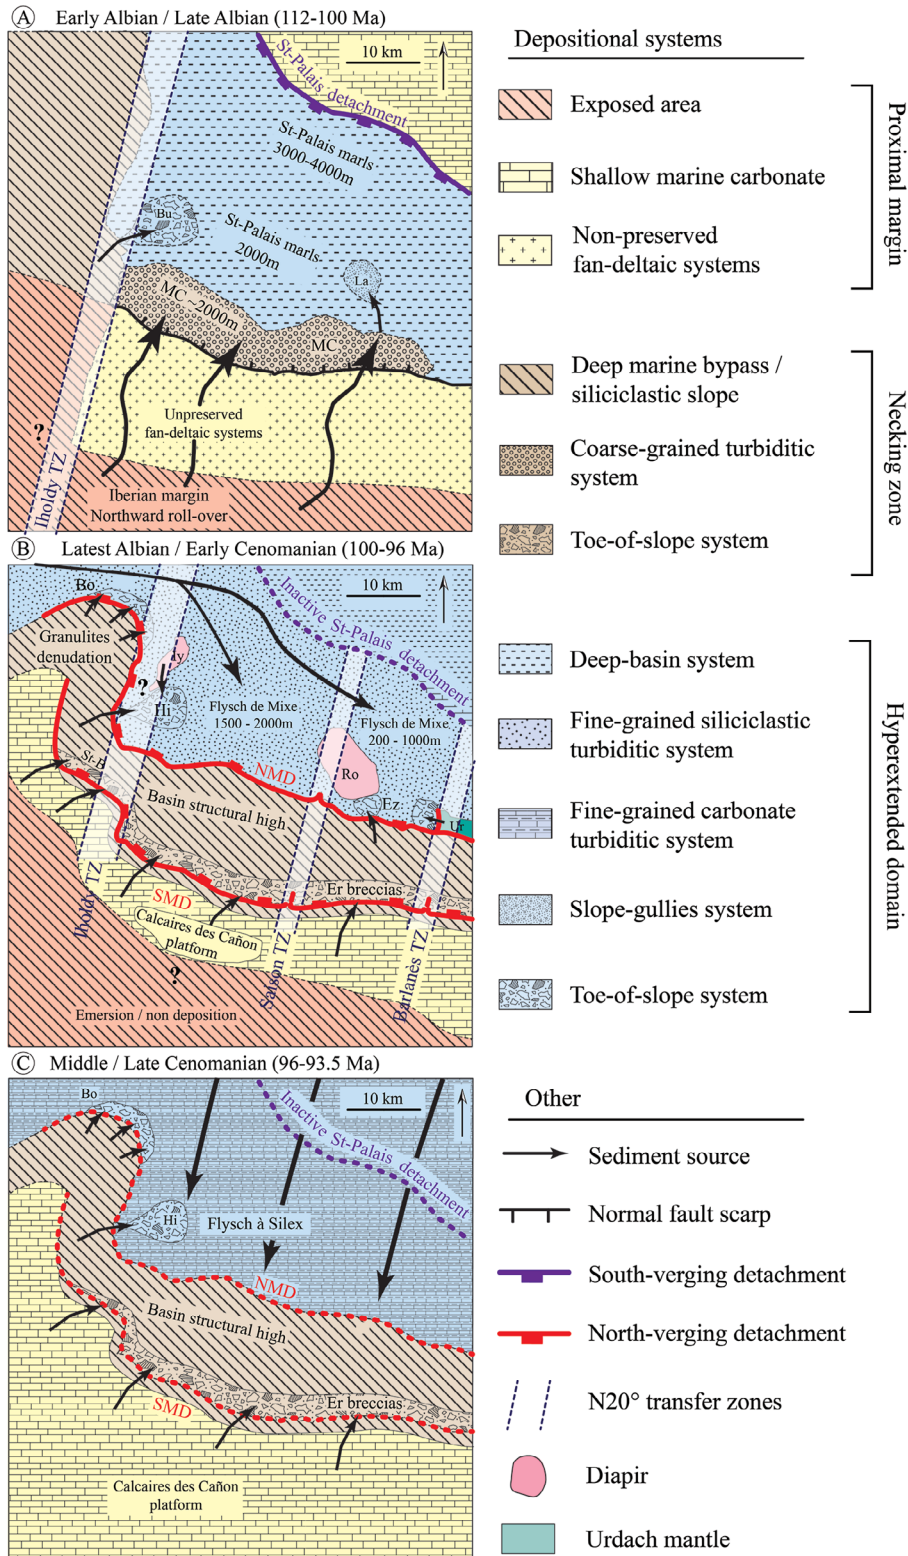 A Early Albian / Late Albian (112-100 Ma)
10 km
St-Palais detachment
St-Palais marls
3000-4000m
Bu
St-Palais marls
2000m
La
MC ~2000m
MC
Unpreserved
fan-deltaic systems
?
Iholdy TZ
Iberian margin
Northward roll-over
B Latest Albian / Early Cenomanian (100-96 Ma)
Bo
10 km
Inactive St-Palais detachment
Granulites
denudation
?
Hi
Flysch de Mixe
1500 - 2000m
Flysch de Mixe
200 - 1000m
Ro
NMD
Ez
Ur
Basin structural high
Er breccias
SMD
Calcaires des Cañon
platform
Iholdy TZ
Saison TZ
Barlanès TZ
?
Emersion / non deposition
C Middle / Late Cenomanian (96-93.5 Ma)
Bo
10 km
Inactive St-Palais detachment
Hi
Flysch à Silex
NMD
Basin structural high
Er breccias
SMD
Calcaires des Cañon
platform
Depositional systems
Exposed area
Shallow marine carbonate
Non-preserved
fan-deltaic systems
Proximal margin
Deep marine bypass /
siliciclastic slope
Coarse-grained turbiditic
system
Toe-of-slope system
Necking zone
Deep-basin system
Fine-grained siliciclastic
turbiditic system
Fine-grained carbonate
turbiditic system
Slope-gullies system
Toe-of-slope system
Hyperextended domain
Other
Sediment source
Normal fault scarp
South-verging detachment
North-verging detachment
N20° transfer zones
Diapir
Urdach mantle